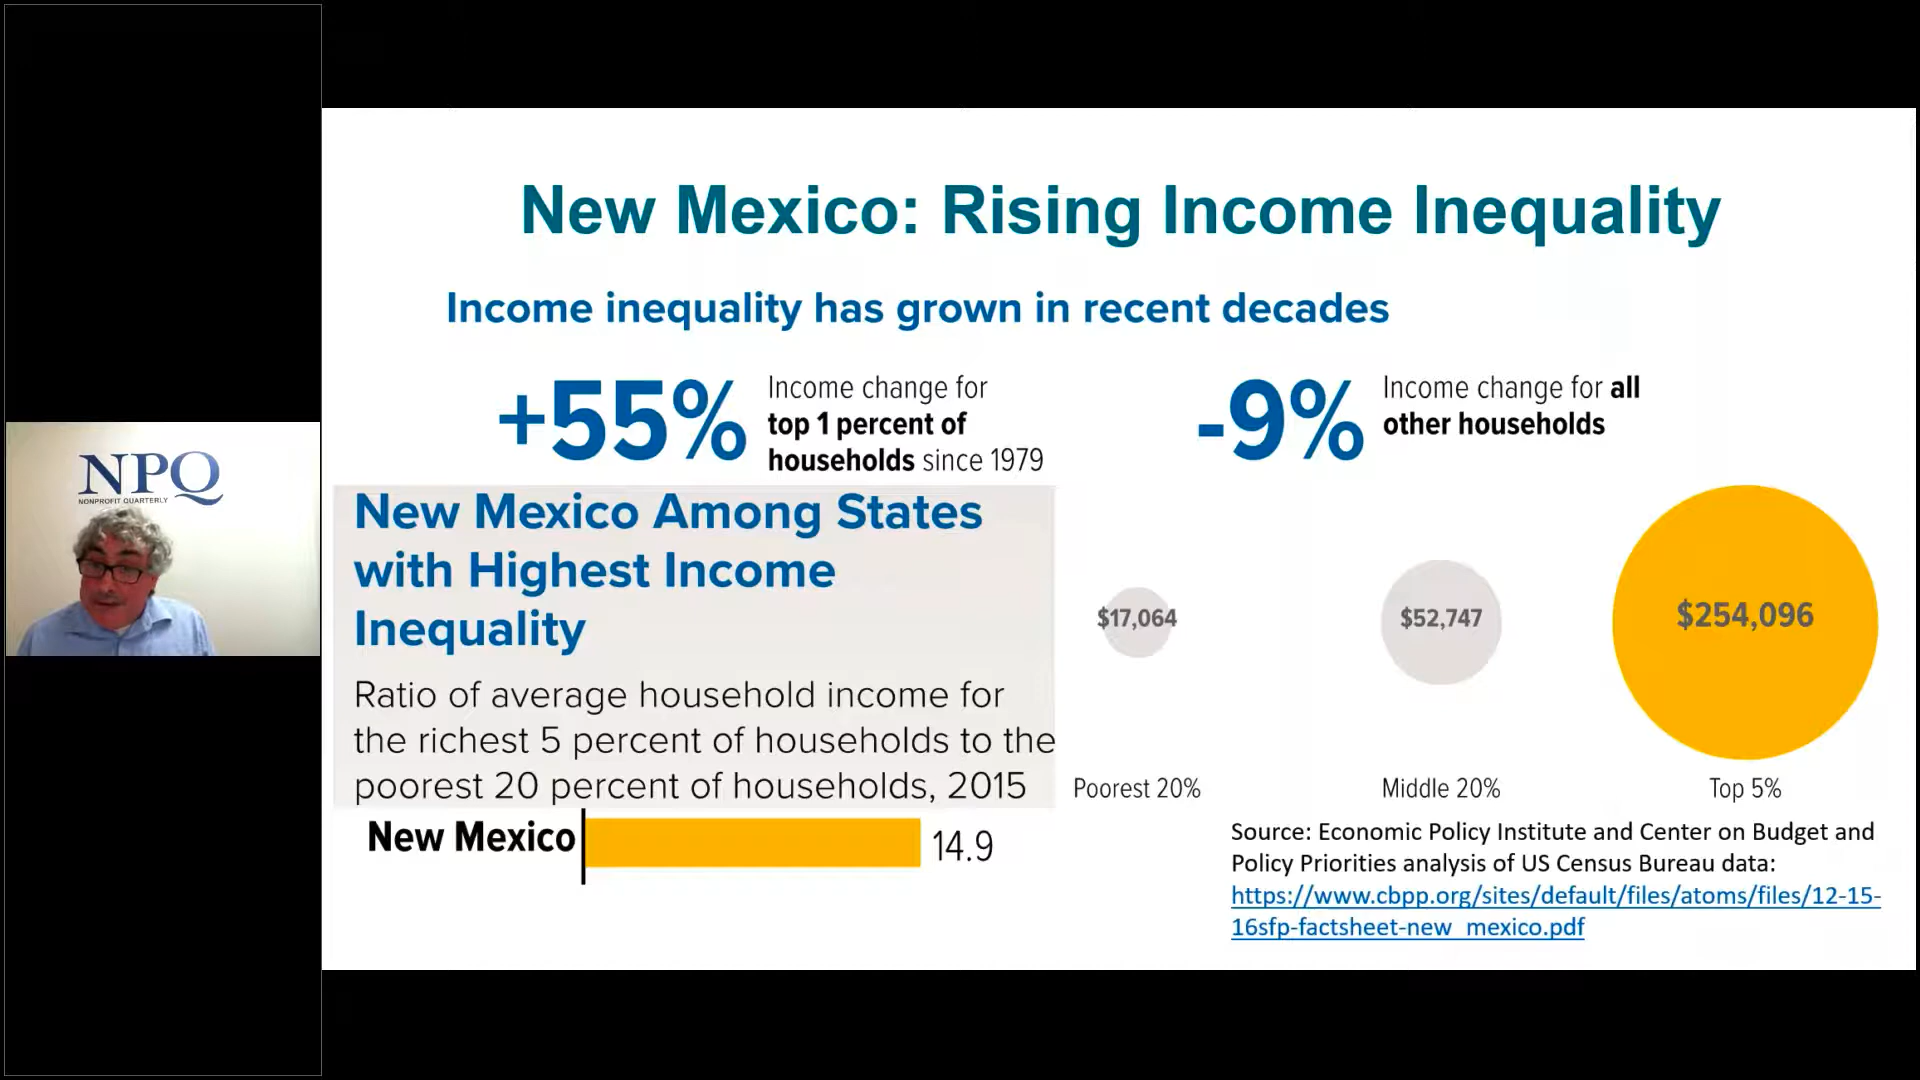 NPQ
NONPROFIT QUARTERLY
New Mexico: Rising Income Inequality
Income inequality has grown in recent decades
+55%
Income change for
top 1 percent of
households since 1979
-9%
Income change for all
other households
New Mexico Among States
with Highest Income
Inequality
Ratio of average household income for
the richest 5 percent of households to the
poorest 20 percent of households, 2015
New Mexico
14.9
$17,064
$52,747
$254,096
Poorest 20%
Middle 20%
Top 5%
Source: Economic Policy Institute and Center on Budget and
Policy Priorities analysis of US Census Bureau data:
https://www.cbpp.org/sites/default/files/atoms/files/12-15-
16sfp-factsheet-new_mexico.pdf